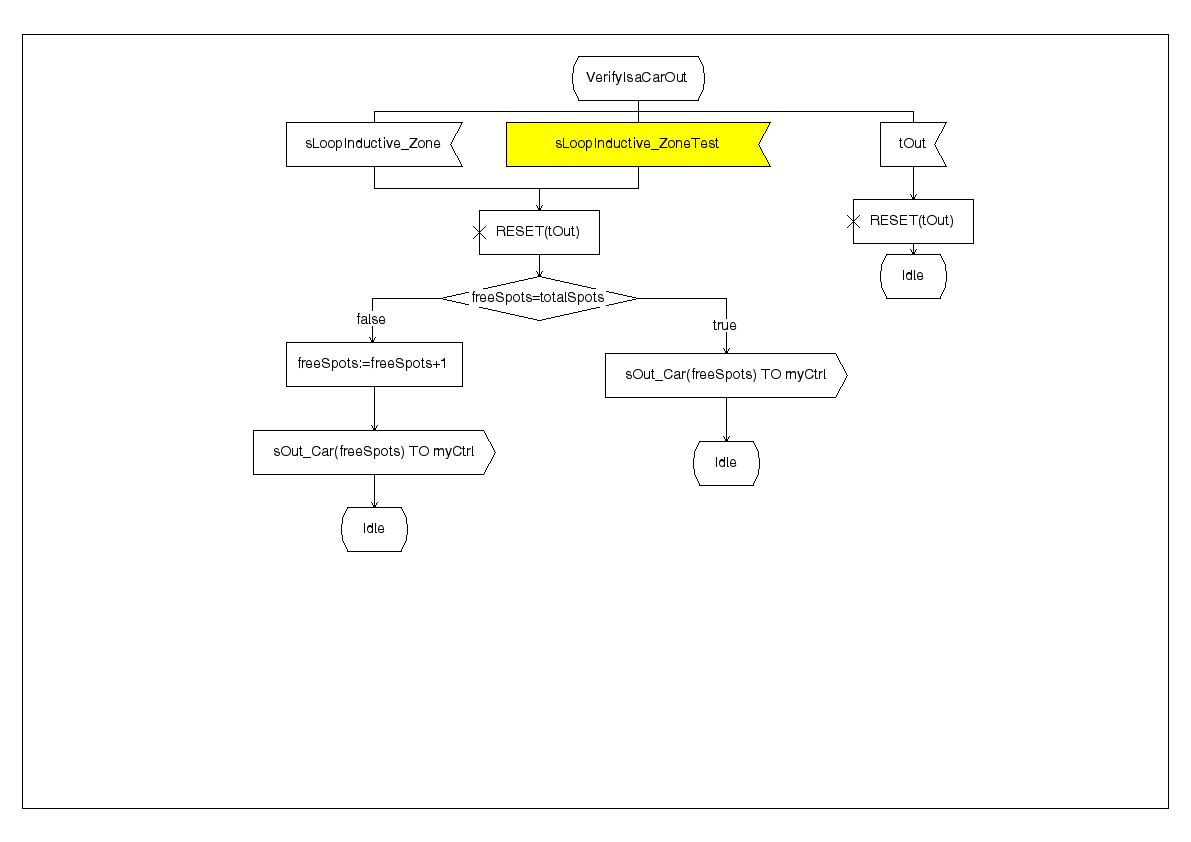 VerifyIsaCarOut
sLoopInductive_Zone
sLoopInductive_ZoneTest
tOut
RESET(tOut)
RESET(tOut)
Idle
freeSpots=totalSpots
false
true
freeSpots:=freeSpots+1
sOut_Car(freeSpots) TO myCtrl
sOut_Car(freeSpots) TO myCtrl
Idle
Idle